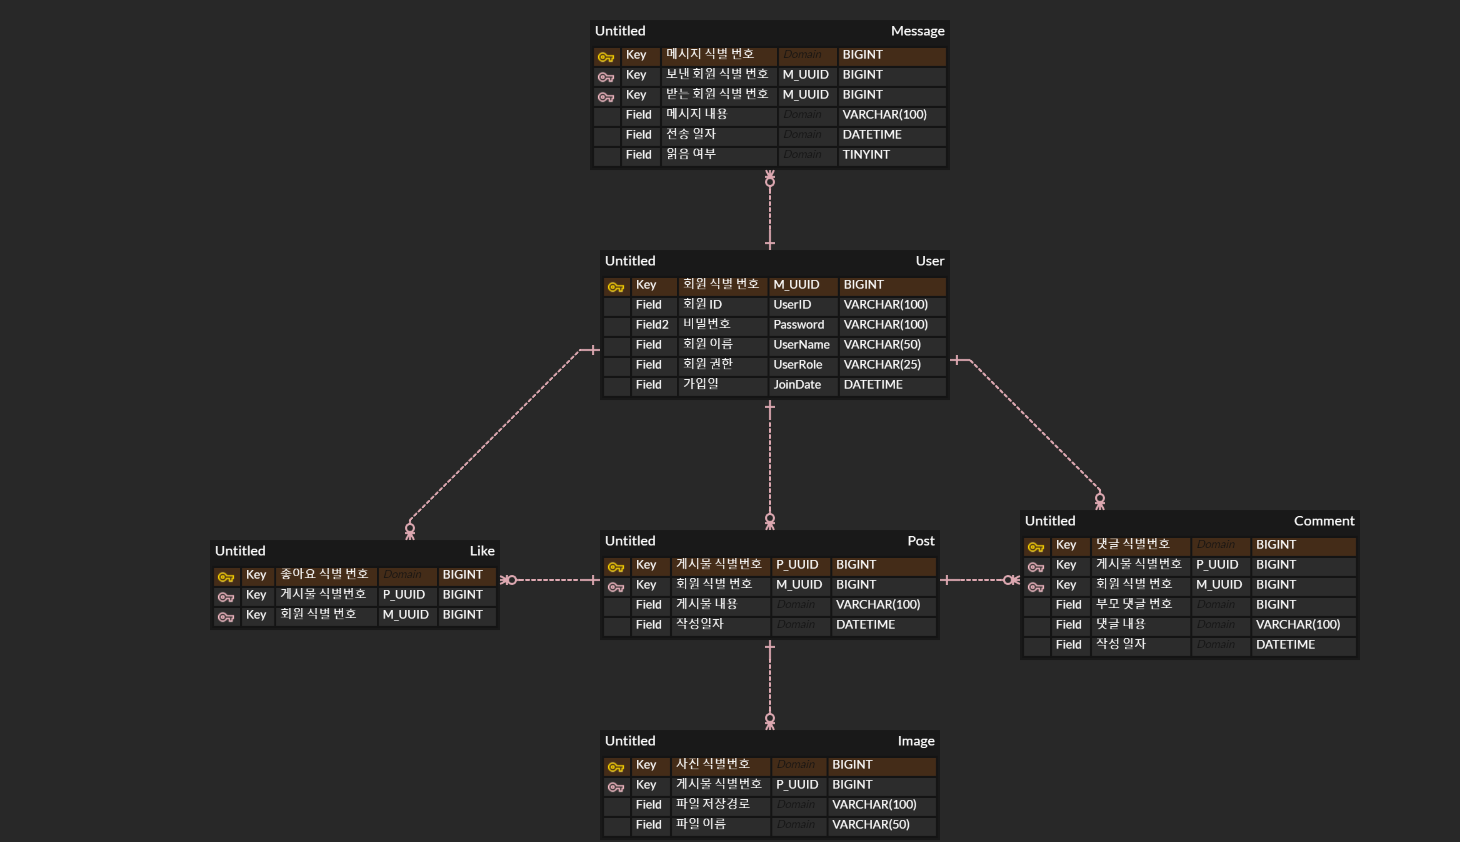 Untitled Message
Key 메시지 식별 번호 Domain BIGINT
Key 보낸 회원 식별 번호 M_UUID BIGINT
Key 받는 회원 식별 번호 M_UUID BIGINT
Field 메시지 내용 Domain VARCHAR(100)
Field 전송 일자 Domain DATETIME
Field 읽음 여부 Domain TINYINT
Untitled User
Key 회원 식별 번호 M_UUID BIGINT
Field 회원 ID UserID VARCHAR(100)
Field2 비밀번호 Password VARCHAR(100)
Field 회원 이름 UserName VARCHAR(50)
Field 회원 권한 UserRole VARCHAR(25)
Field 가입일 JoinDate DATETIME
Untitled Like
Key 좋아요 식별 번호 Domain BIGINT
Key 게시물 식별번호 P_UUID BIGINT
Key 회원 식별 번호 M_UUID BIGINT
Untitled Post
Key 게시물 식별번호 P_UUID BIGINT
Key 회원 식별 번호 M_UUID BIGINT
Field 게시물 내용 Domain VARCHAR(100)
Field 작성일자 Domain DATETIME
Untitled Comment
Key 댓글 식별번호 Domain BIGINT
Key 게시물 식별번호 P_UUID BIGINT
Key 회원 식별 번호 M_UUID BIGINT
Field 부모 댓글 번호 Domain BIGINT
Field 댓글 내용 Domain VARCHAR(100)
Field 작성 일자 Domain DATETIME
Untitled Image
Key 사진 식별번호 Domain BIGINT
Key 게시물 식별번호 P_UUID BIGINT
Field 파일 저장경로 Domain VARCHAR(100)
Field 파일 이름 Domain VARCHAR(50)